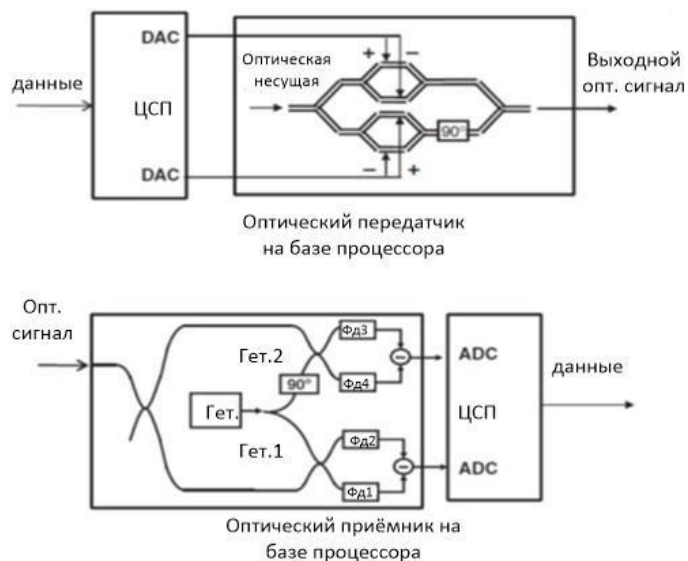 DAC
данные
ЦСП
DAC
Оптическая
несущая
+
−
90°
−
+
Выходной
опт. сигнал
Оптический передатчик
на базе процессора
Опт.
сигнал
Гет.2
90°
Гет.
Гет.1
Фд3
Фд4
Фд2
Фд1
−
−
ADC
ЦСП
ADC
данные
Оптический приёмник на
базе процессора